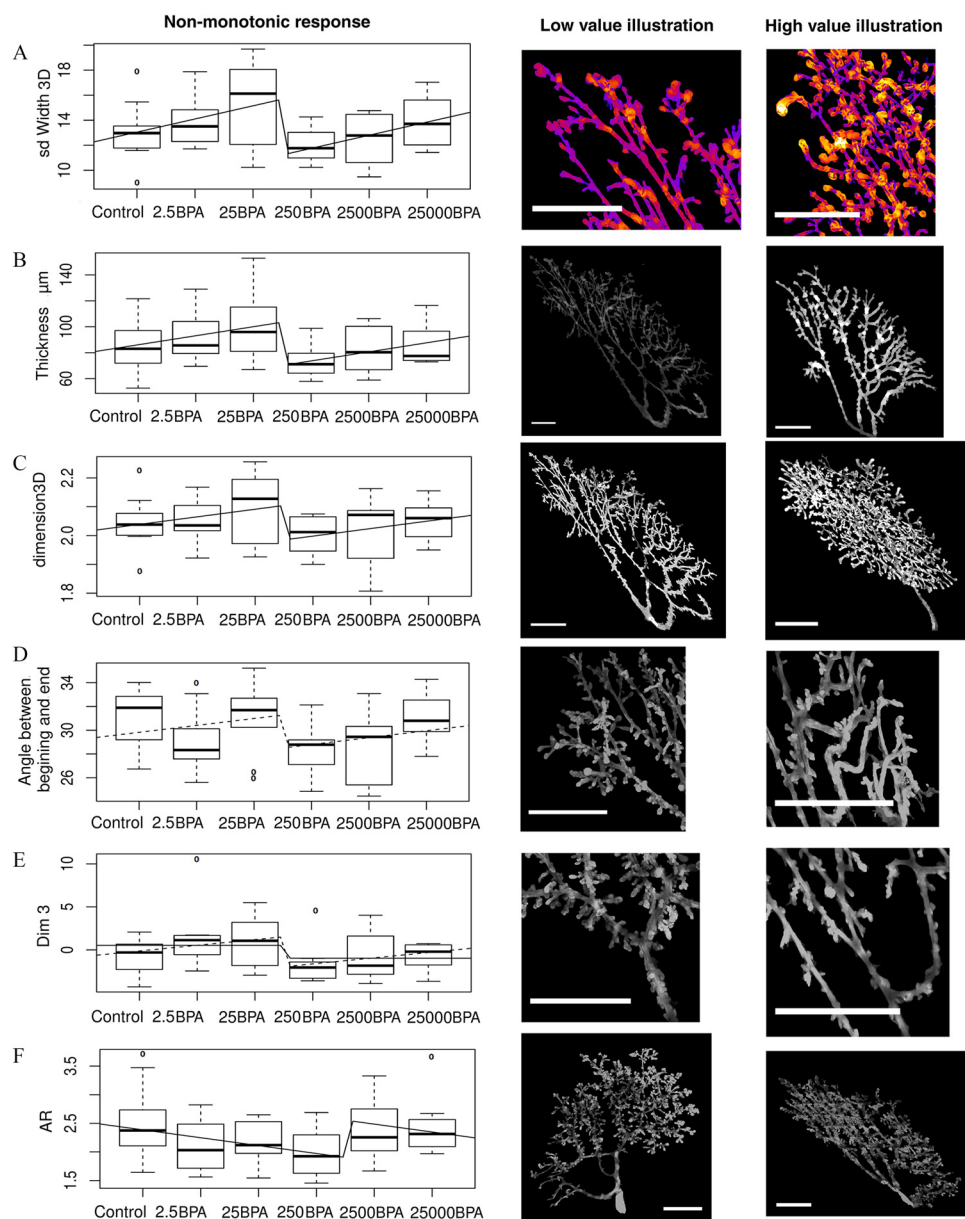 Non-monotonic response
Low value illustration
High value illustration
A
sd Width 3D
18
14
10
Control 2.5BPA 25BPA 250BPA 2500BPA 25000BPA
B
Thickness µm
140
100
60
Control 2.5BPA 25BPA 250BPA 2500BPA 25000BPA
C
dimension3D
2.2
2.0
1.8
Control 2.5BPA 25BPA 250BPA 2500BPA 25000BPA
D
Angle between
begining and end
34
30
26
Control 2.5BPA 25BPA 250BPA 2500BPA 25000BPA
E
Dim 3
10
5
0
Control 2.5BPA 25BPA 250BPA 2500BPA 25000BPA
F
AR
3.5
2.5
1.5
Control 2.5BPA 25BPA 250BPA 2500BPA 25000BPA